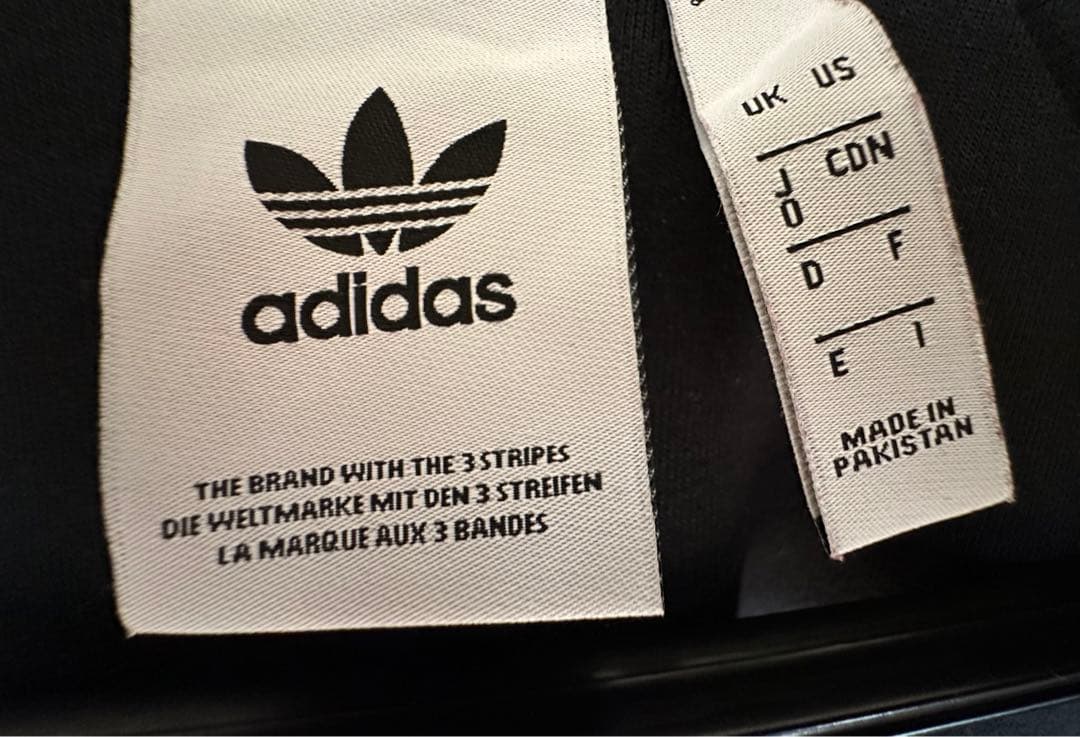 adidas
THE BRAND WITH THE 3 STRIPES
DIE WELTMARKE MIT DEN 3 STREIFEN
LA MARQUE AUX 3 BANDES
UK US
J CDN
O
D F
E I
MADE IN
PAKISTAN